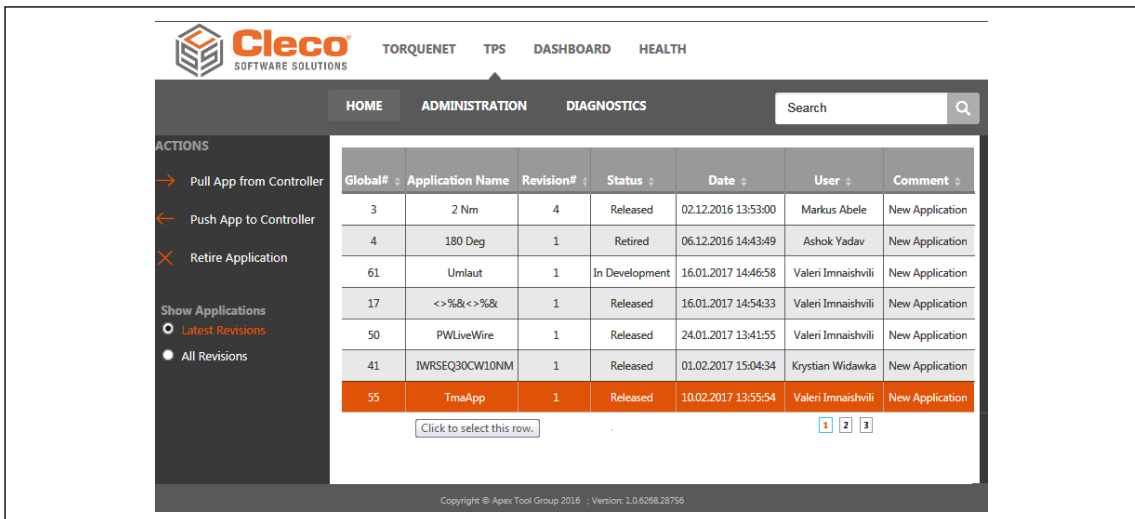 Cleco®
SOFTWARE SOLUTIONS
TORQUENET TPS DASHBOARD HEALTH
HOME ADMINISTRATION DIAGNOSTICS Search
ACTIONS
Pull App from Controller
Push App to Controller
Retire Application
Show Applications
Latest Revisions
All Revisions
Global# Application Name Revision# Status Date User Comment
3 2 Nm 4 Released 02.12.2016 13:53:00 Markus Abele New Application
4 180 Deg 1 Retired 06.12.2016 14:43:49 Ashok Yadav New Application
61 Umlaut 1 In Development 16.01.2017 14:46:58 Valeri Imnaishvili New Application
17 <>%&<>%& 1 Released 16.01.2017 14:54:33 Valeri Imnaishvili New Application
50 PWLiveWire 1 Released 24.01.2017 13:41:55 Valeri Imnaishvili New Application
41 IWRSEQ30CW10NM 1 Released 01.02.2017 15:04:34 Krystian Widawka New Application
55 TmaApp 1 Released 10.02.2017 13:55:54 Valeri Imnaishvili New Application
Click to select this row. 1 2 3
Copyright © Apex Tool Group 2016 : Version: 1.0.6268.28756